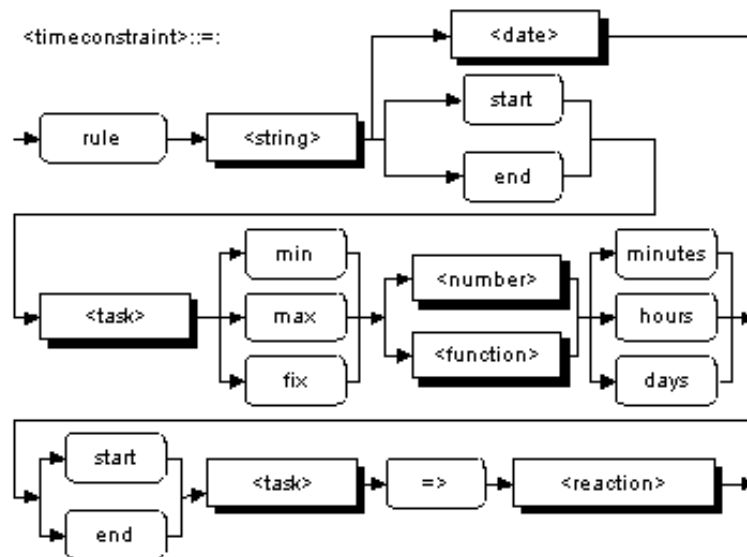 <timeconstraint>::=:
<date>
rule
<string>
start
end
<task>
min
max
fix
<number>
<function>
minutes
hours
days
start
end
<task>
=>
<reaction>